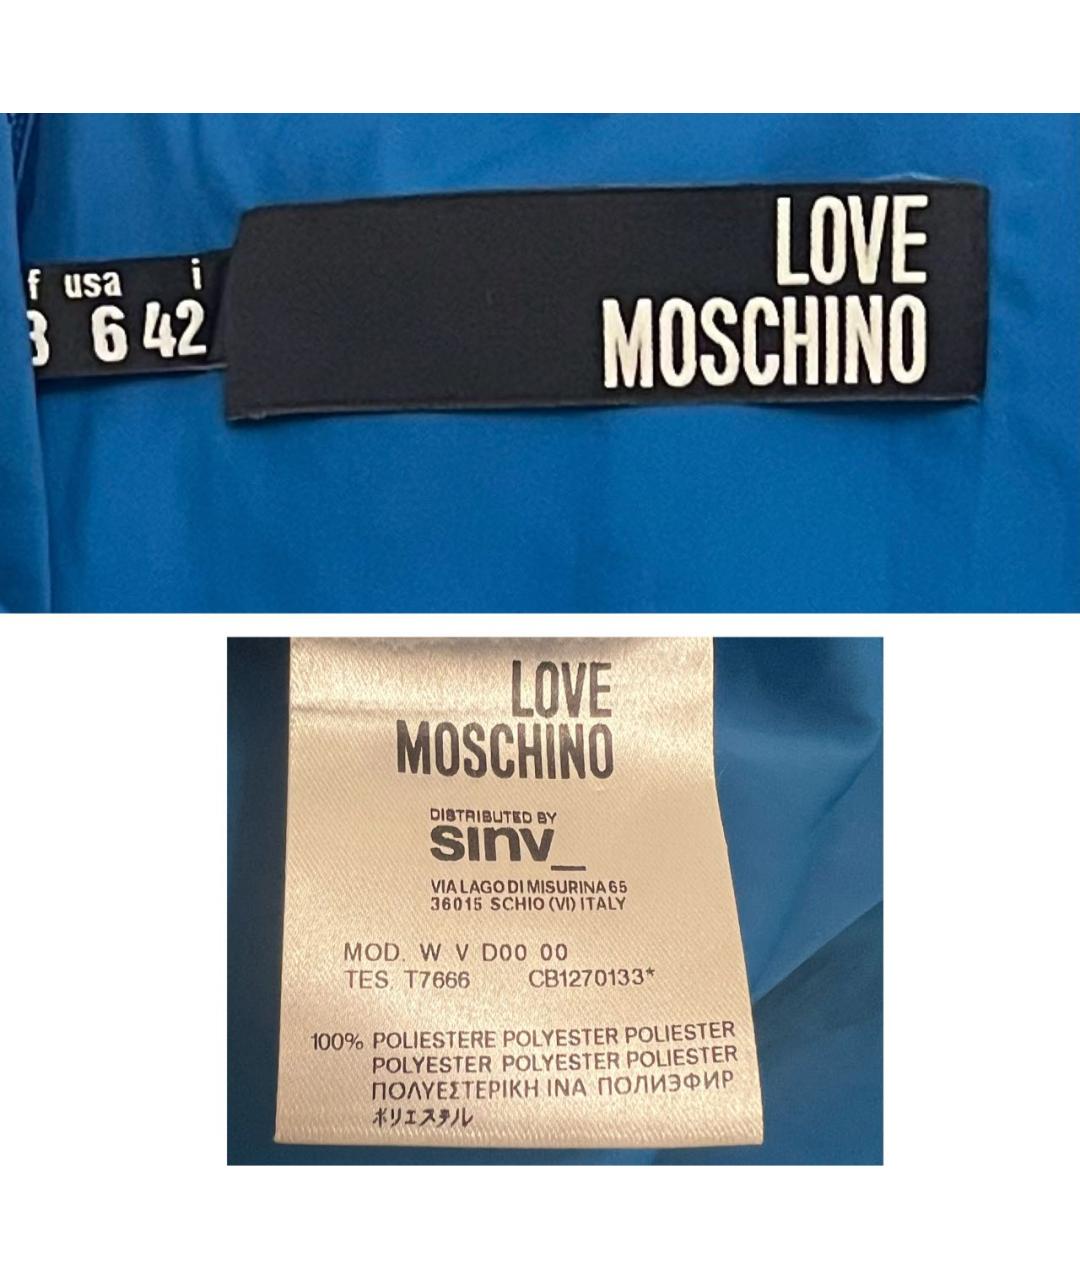 LOVE
MOSCHINO
f usa i
6 42
LOVE
MOSCHINO
DISTRIBUTED BY
sinv_
VIA LAGO DI MISURINA 65
36015 SCHIO (VI) ITALY
MOD. W V D00 00
TES. T7666 CB1270133*
100% POLIESTERE POLYESTER POLIESTER
POLYESTER POLYESTER POLIESTER
ΠΟΛΥΕΣΤΕΡΙΚΗ ΙΝΑ ПОЛИЭФИР
ポリエステル